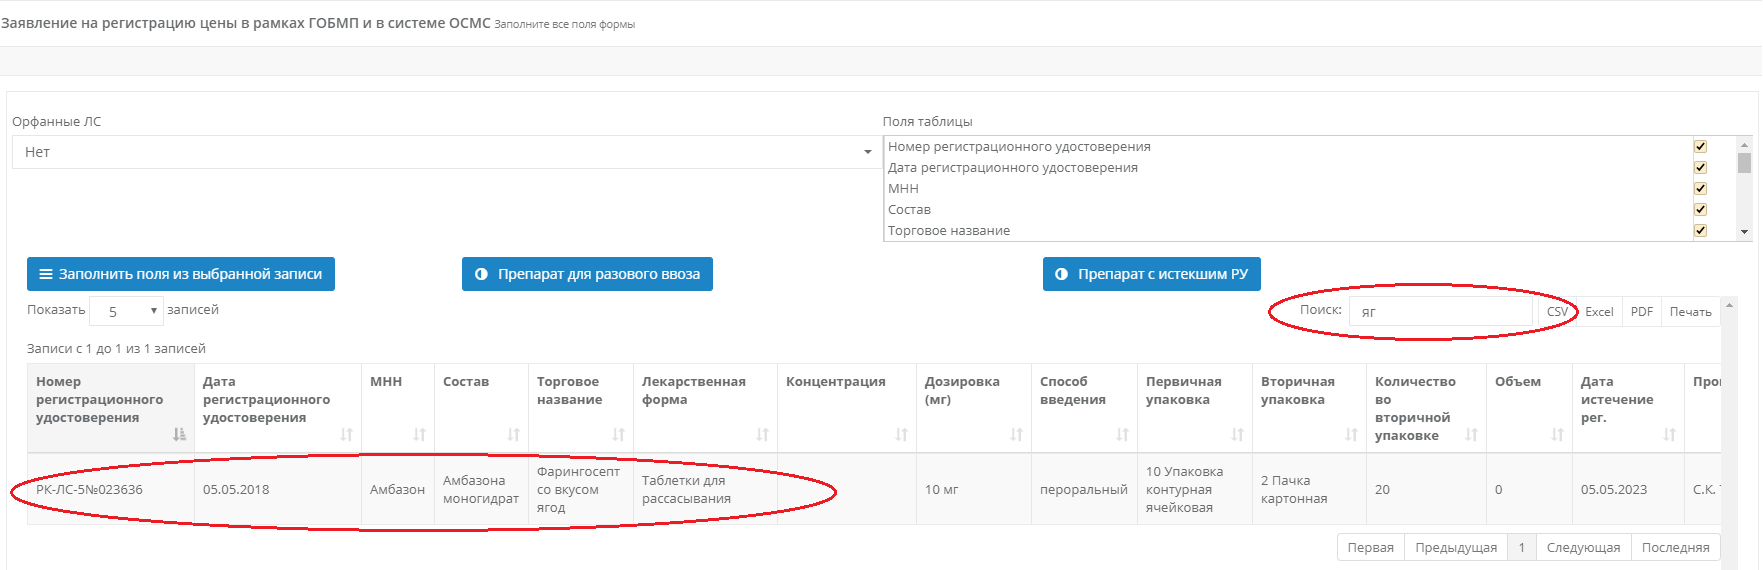 Заявление на регистрацию цены в рамках ГОБМП и в системе ОСМС Заполните все поля формы
Орфанные ЛС
Нет
Поля таблицы
Номер регистрационного удостоверения
Дата регистрационного удостоверения
МНН
Состав
Торговое название
Заполнить поля из выбранной записи
Препарат для разового ввоза
Препарат с истекшим РУ
Показать 5 записей
Поиск: яг
CSV Excel PDF Печать
Записи с 1 до 1 из 1 записей
Номер
регистрационного
удостоверения
Дата
регистрационного
удостоверения
МНН
Состав
Торговое
название
Лекарственная
форма
Концентрация
Дозировка
(мг)
Способ
введения
Первичная
упаковка
Вторичная
упаковка
Количество
во
вторичной
упаковке
Объем
Дата
истечение
рег.
РК-ЛС-5№023636
05.05.2018
Амбазон
Амбазона
моногидрат
Фарингосепт
со вкусом
ягод
Таблетки для
рассасывания
10 мг
пероральный
10 Упаковка
контурная
ячейковая
2 Пачка
картонная
20
0
05.05.2023
С.К.
Первая Предыдущая 1 Следующая Последняя